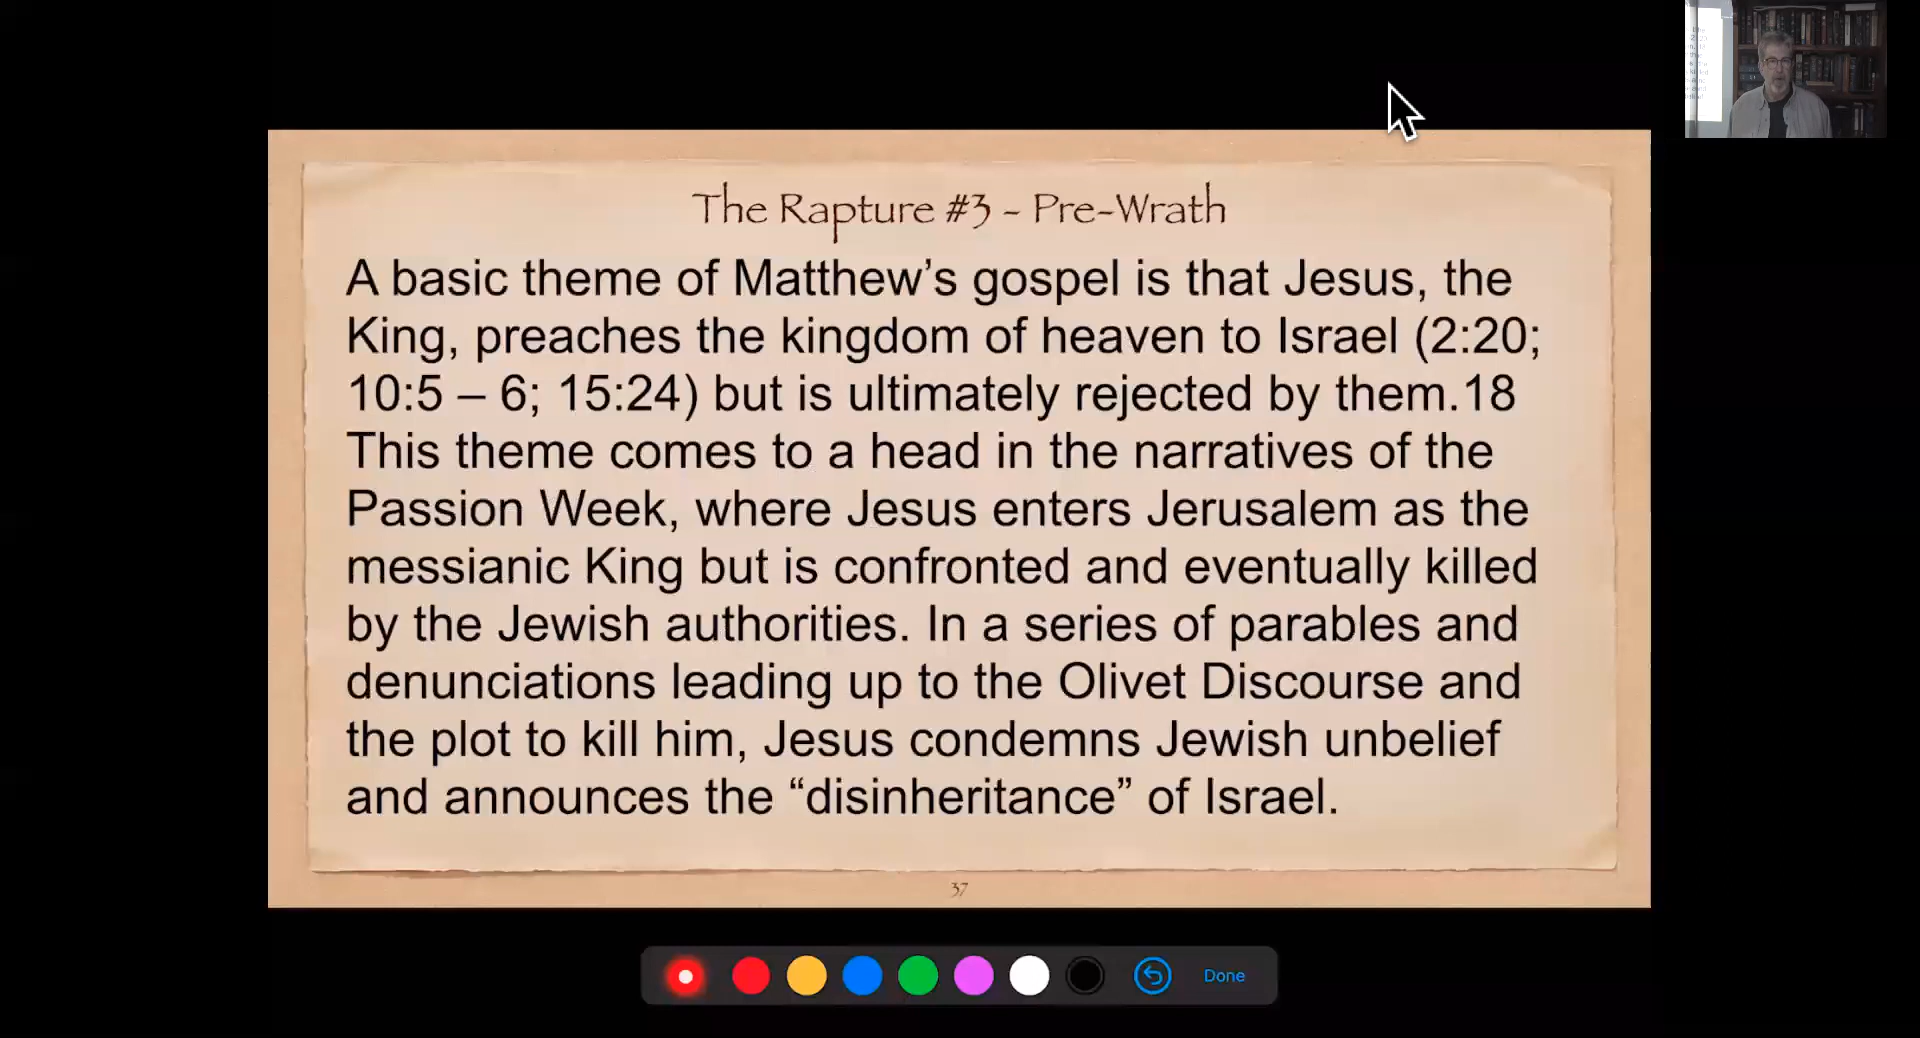 The Rapture #3 - Pre-Wrath
A basic theme of Matthew’s gospel is that Jesus, the
King, preaches the kingdom of heaven to Israel (2:20;
10:5 – 6; 15:24) but is ultimately rejected by them.18
This theme comes to a head in the narratives of the
Passion Week, where Jesus enters Jerusalem as the
messianic King but is confronted and eventually killed
by the Jewish authorities. In a series of parables and
denunciations leading up to the Olivet Discourse and
the plot to kill him, Jesus condemns Jewish unbelief
and announces the “disinheritance” of Israel.
37
Done